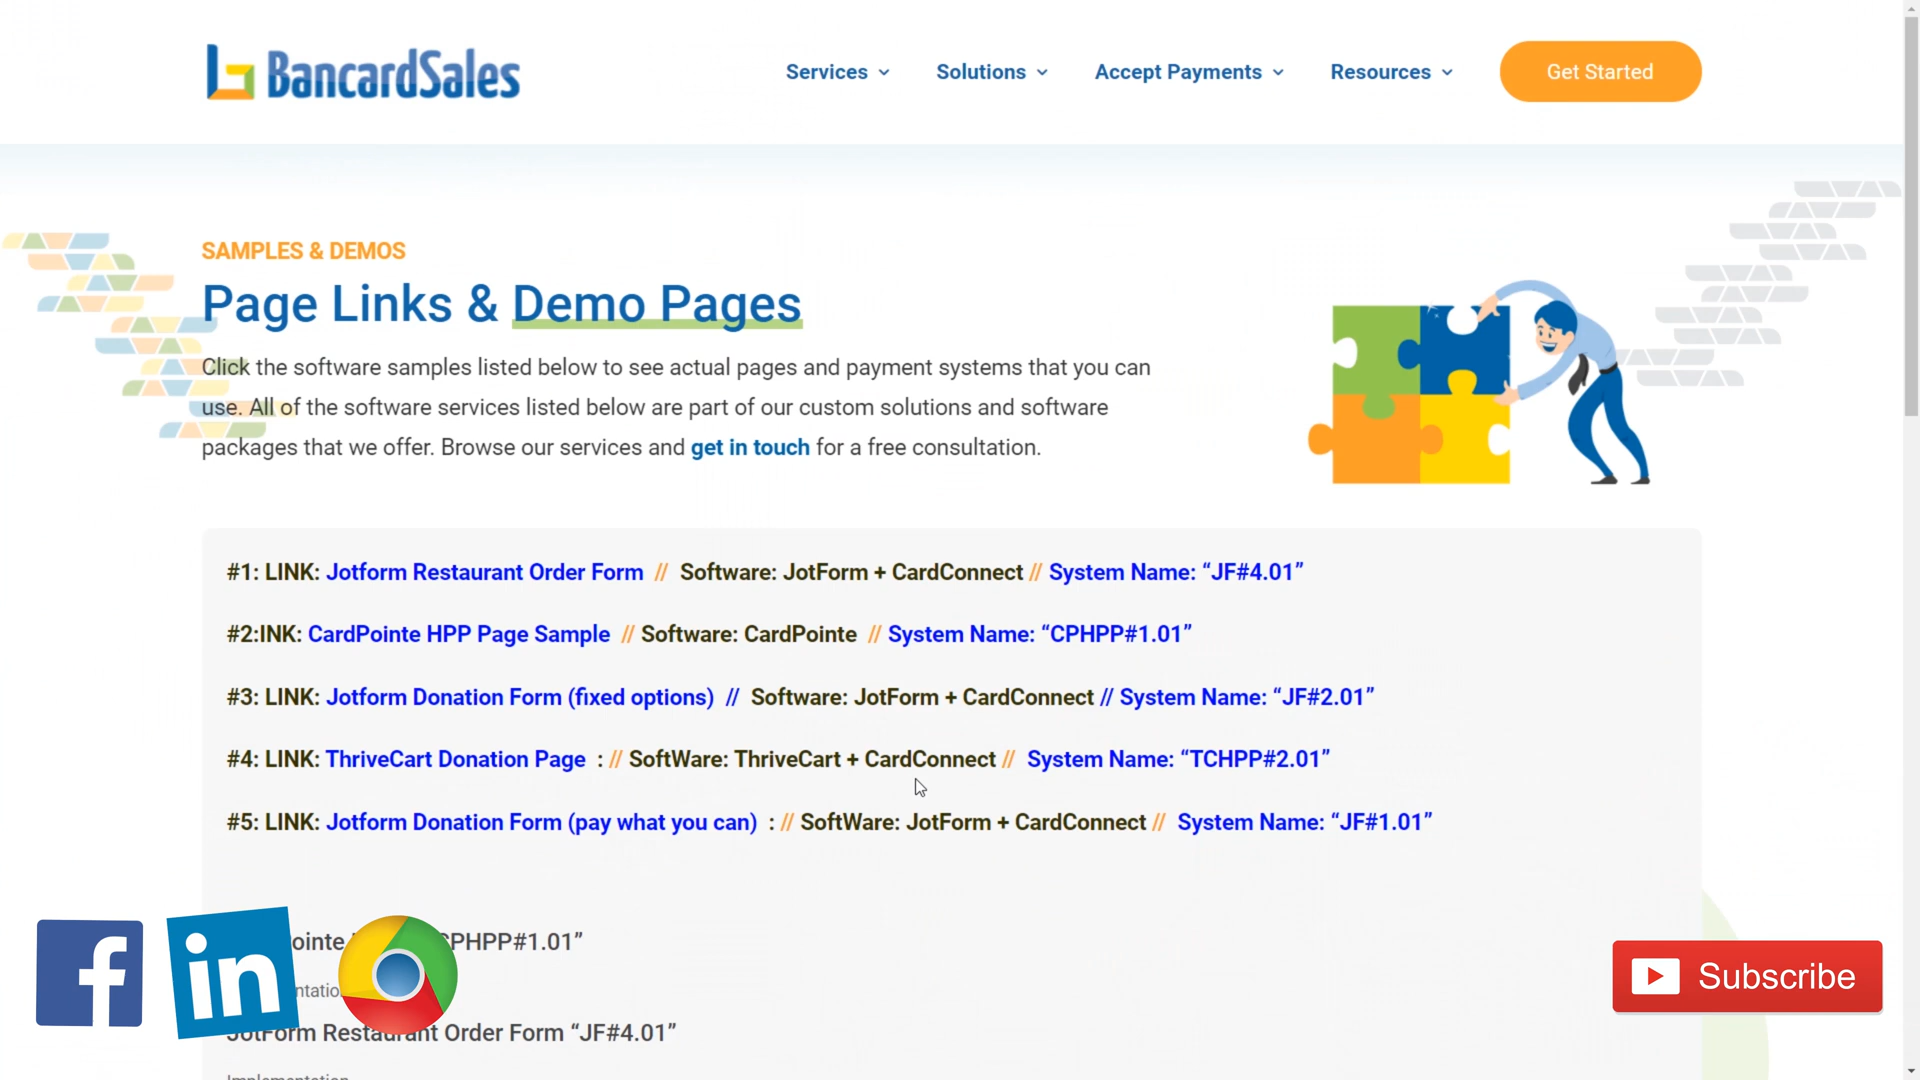 BancardSales
Services
Solutions
Accept Payments
Resources
Get Started
SAMPLES & DEMOS
Page Links & Demo Pages
Click the software samples listed below to see actual pages and payment systems that you can
use. All of the software services listed below are part of our custom solutions and software
packages that we offer. Browse our services and get in touch for a free consultation.
#1: LINK: Jotform Restaurant Order Form // Software: JotForm + CardConnect // System Name: “JF#4.01”
#2:INK: CardPointe HPP Page Sample // Software: CardPointe // System Name: “CPHPP#1.01”
#3: LINK: Jotform Donation Form (fixed options) // Software: JotForm + CardConnect // System Name: “JF#2.01”
#4: LINK: ThriveCart Donation Page : // SoftWare: ThriveCart + CardConnect // System Name: “TCHPP#2.01”
#5: LINK: Jotform Donation Form (pay what you can) : // SoftWare: JotForm + CardConnect // System Name: “JF#1.01”
ointe CPHPP#1.01”
ntatio
JotForm Restaurant Order Form “JF#4.01”
f
in
Subscribe